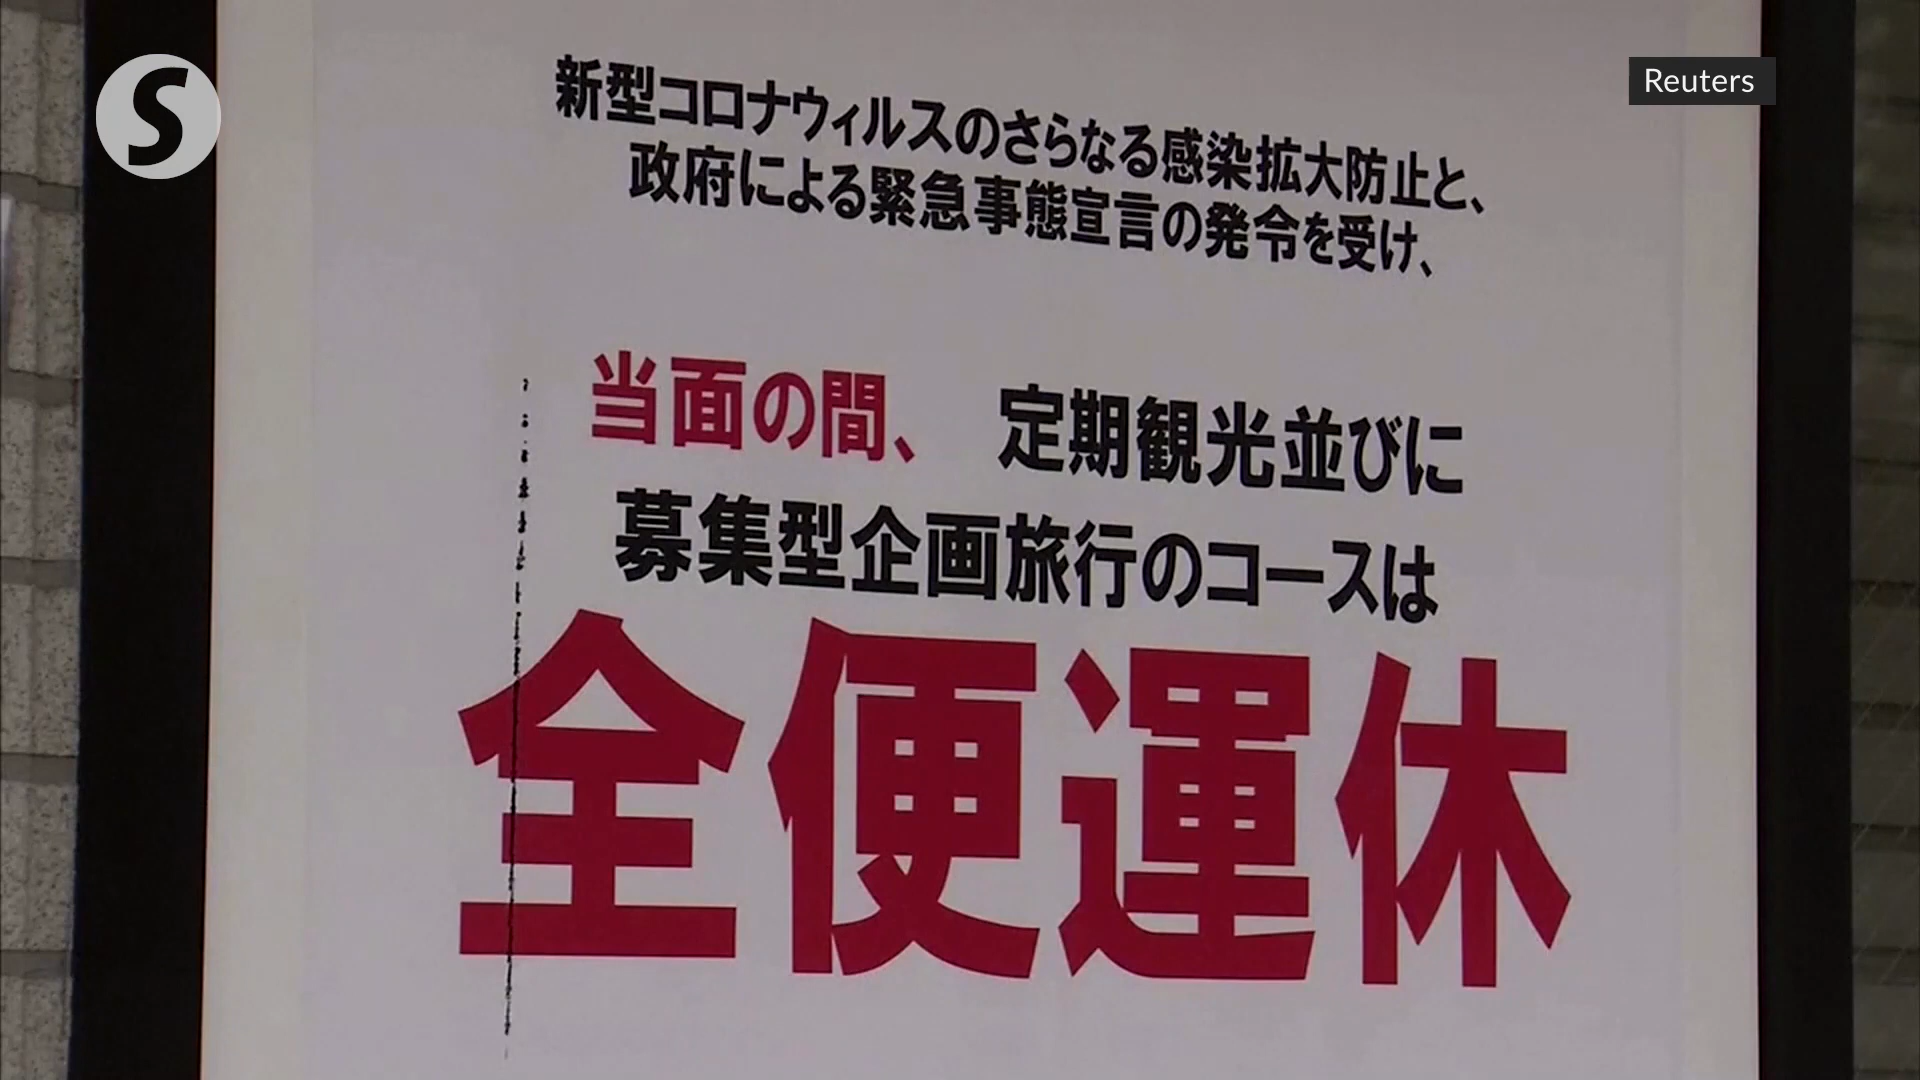 S
Reuters
新型コロナウィルスのさらなる感染拡大防止と、
政府による緊急事態宣言の発令を受け、
当面の間、 定期観光並びに
募集型企画旅行のコースは
全便運休